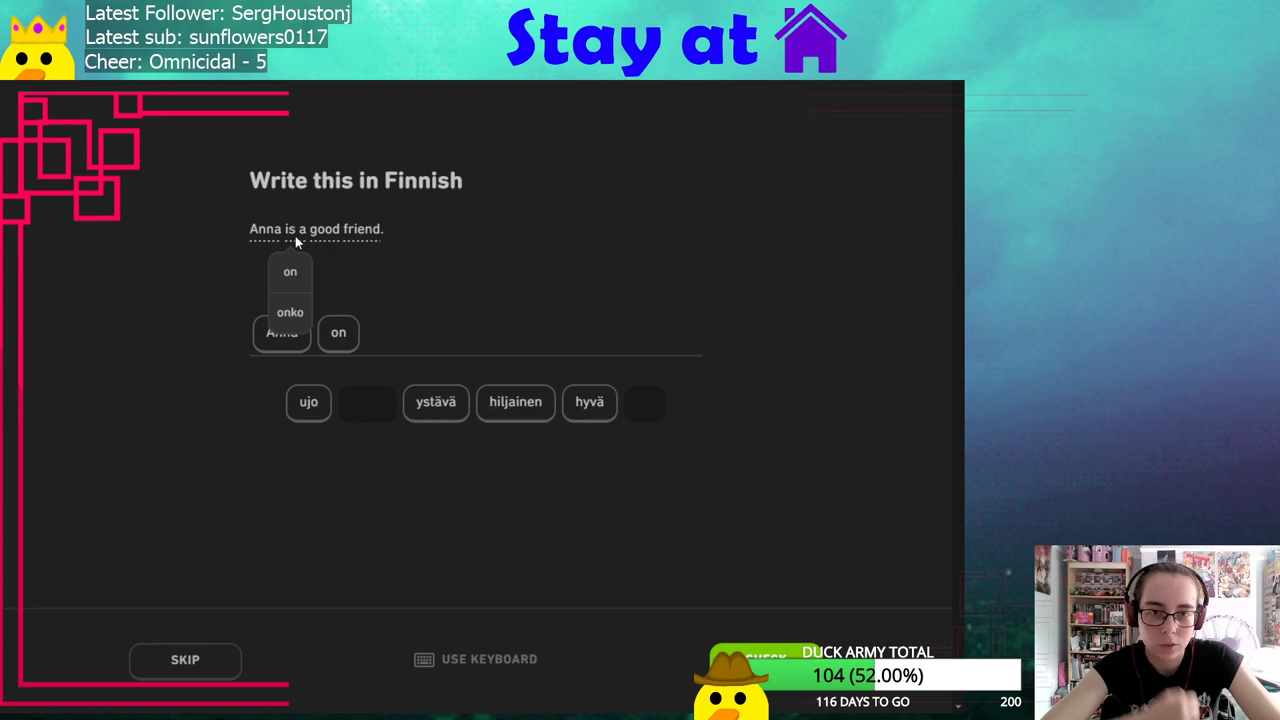 Latest Follower: SergHoustonj
Latest sub: sunflowers0117
Cheer: Omnicidal - 5
Stay at
Write this in Finnish
Anna is a good friend.
on
onko
Anna
on
ujo
ystävä
hiljainen
hyvä
SKIP
USE KEYBOARD
CHECK
DUCK ARMY TOTAL
104 (52.00%)
116 DAYS TO GO
200